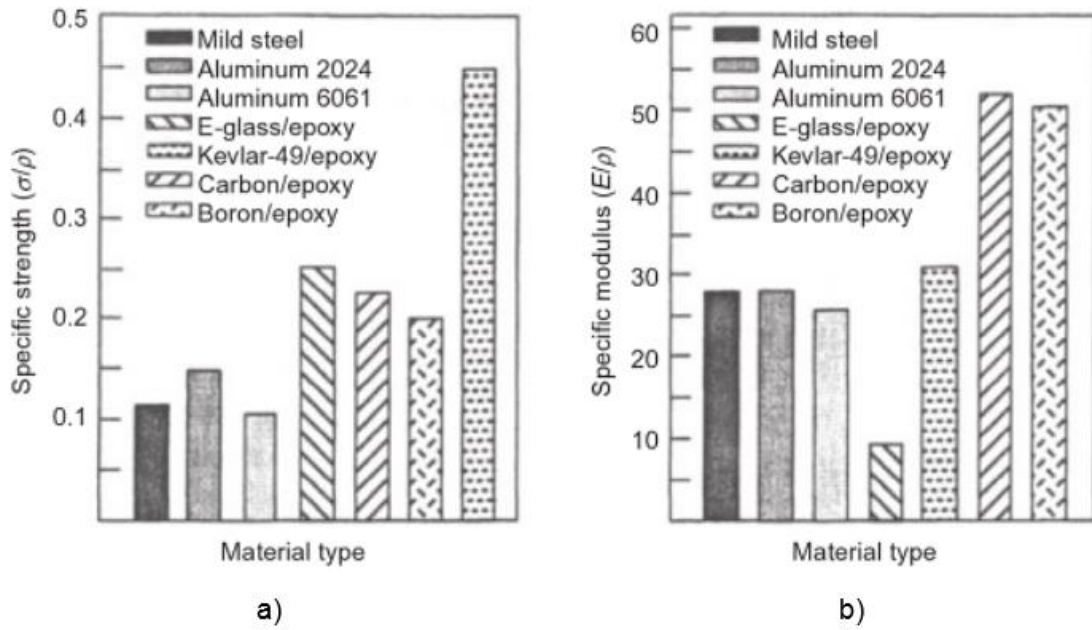 0.5
0.4
0.3
0.2
0.1
Specific strength (σ/ρ)
Mild steel
Aluminum 2024
Aluminum 6061
E-glass/epoxy
Kevlar-49/epoxy
Carbon/epoxy
Boron/epoxy
Material type
a)
60
50
40
30
20
10
Specific modulus (E/ρ)
Mild steel
Aluminum 2024
Aluminum 6061
E-glass/epoxy
Kevlar-49/epoxy
Carbon/epoxy
Boron/epoxy
Material type
b)